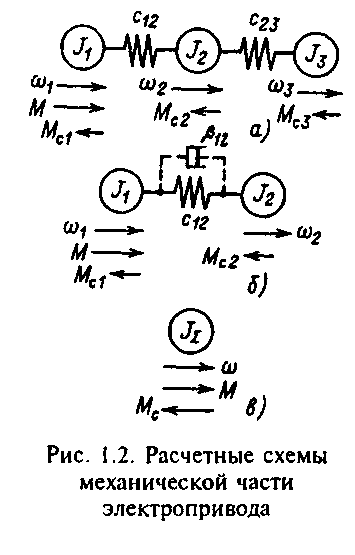 c12 c23
J1 J2 J3
ω1 ω2 ω3
M Mc2 Mc3
Mc1 а)
β12
J1 J2
c12
ω1 ω2
M Mc2
Mc1 б)
JΣ
ω
M
Mc в)
Рис. 1.2. Расчетные схемы
механической части
электропривода